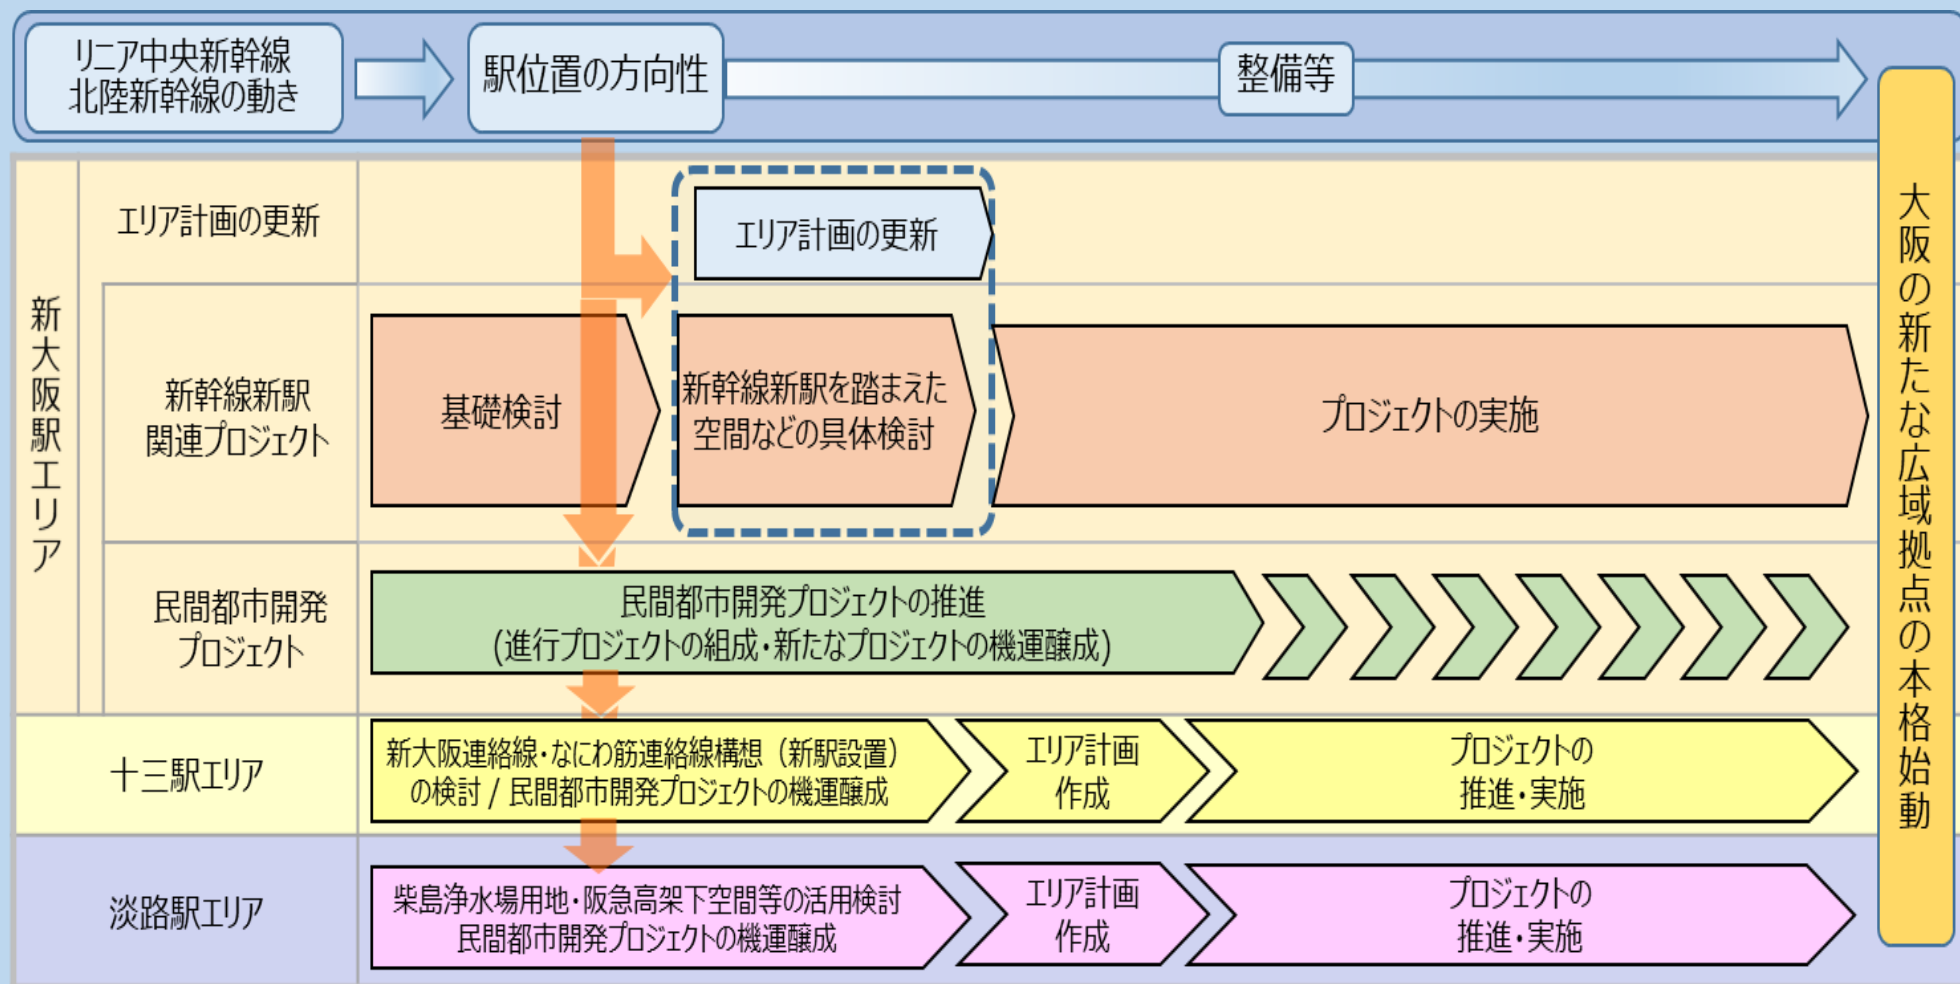 リニア中央新幹線
北陸新幹線の動き
駅位置の方向性
整備等
大阪の新たな広域拠点の本格始動
新大阪駅エリア
エリア計画の更新
エリア計画の更新
新幹線新駅
関連プロジェクト
基礎検討
新幹線新駅を踏まえた
空間などの具体検討
プロジェクトの実施
民間都市開発
プロジェクト
民間都市開発プロジェクトの推進
(進行プロジェクトの組成・新たなプロジェクトの機運醸成)
十三駅エリア
新大阪連絡線・なにわ筋連絡線構想（新駅設置）
の検討 / 民間都市開発プロジェクトの機運醸成
エリア計画
作成
プロジェクトの
推進・実施
淡路駅エリア
柴島浄水場用地・阪急高架下空間等の活用検討
民間都市開発プロジェクトの機運醸成
エリア計画
作成
プロジェクトの
推進・実施